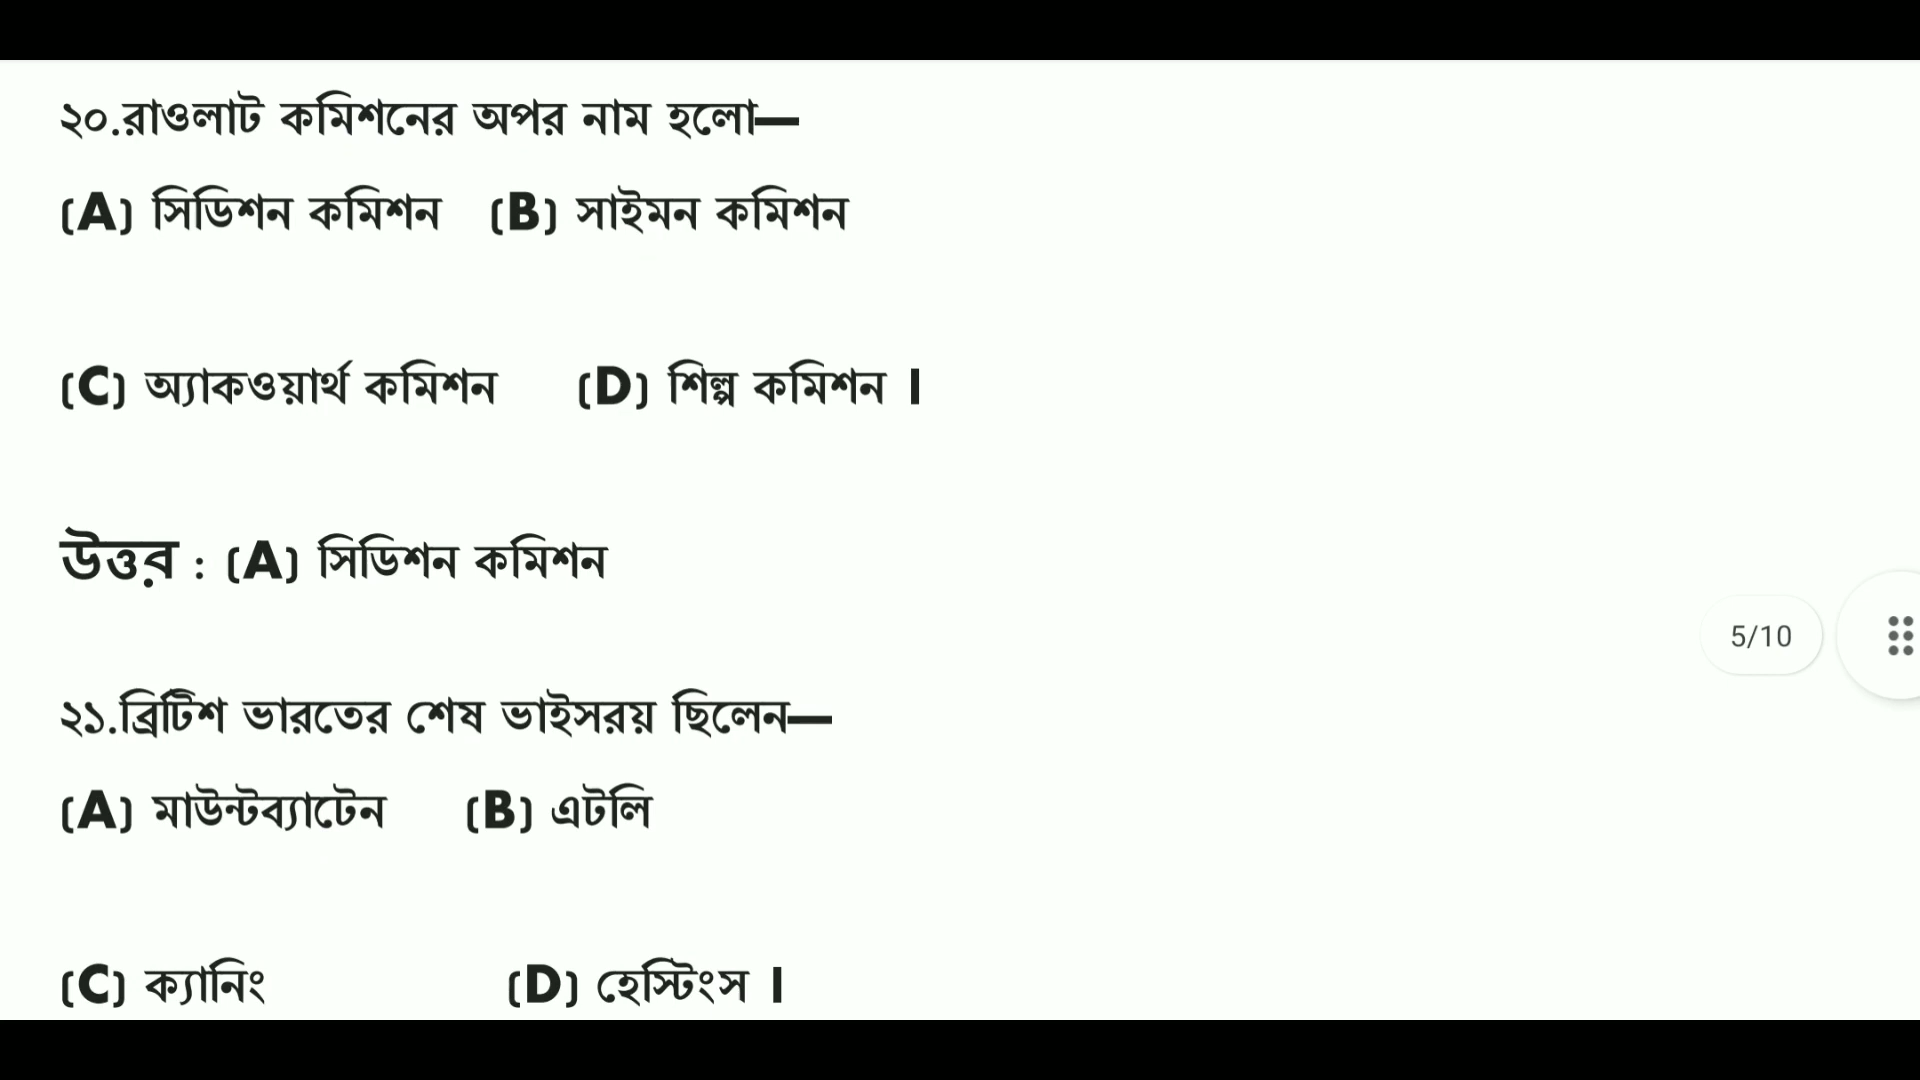 ২০.রাওলাট কমিশনের অপর নাম হলো—
(A) সিডিশন কমিশন (B) সাইমন কমিশন
(C) অ্যাকওয়ার্থ কমিশন (D) শিল্প কমিশন ।
উত্তর : (A) সিডিশন কমিশন
5/10
২১.ব্রিটিশ ভারতের শেষ ভাইসরয় ছিলেন—
(A) মাউন্টব্যাটেন (B) এটলি
(C) ক্যানিং (D) হেস্টিংস ।